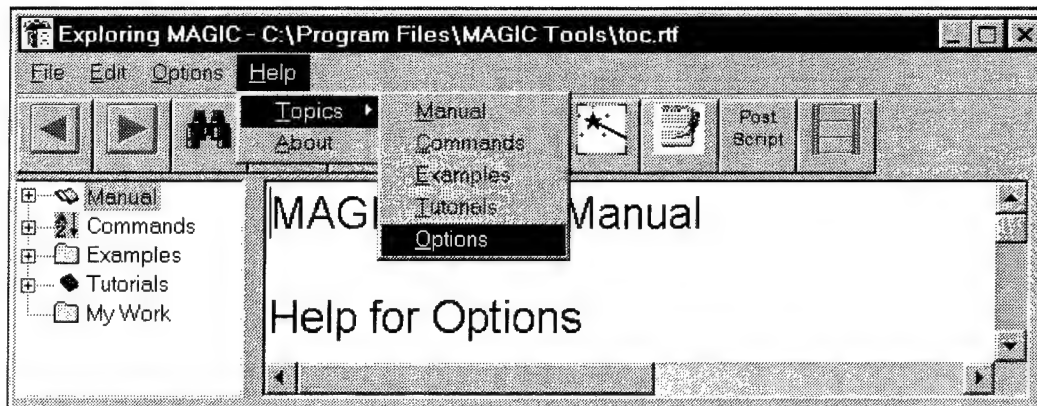 Exploring MAGIC - C:\Program Files\MAGIC Tools\toc.rtf
File Edit Options Help
Topics
About
Manual
Commands
Examples
Tutorials
Options
Post
Script
Manual
Commands
Examples
Tutorials
My Work
MAGI Manual
Help for Options